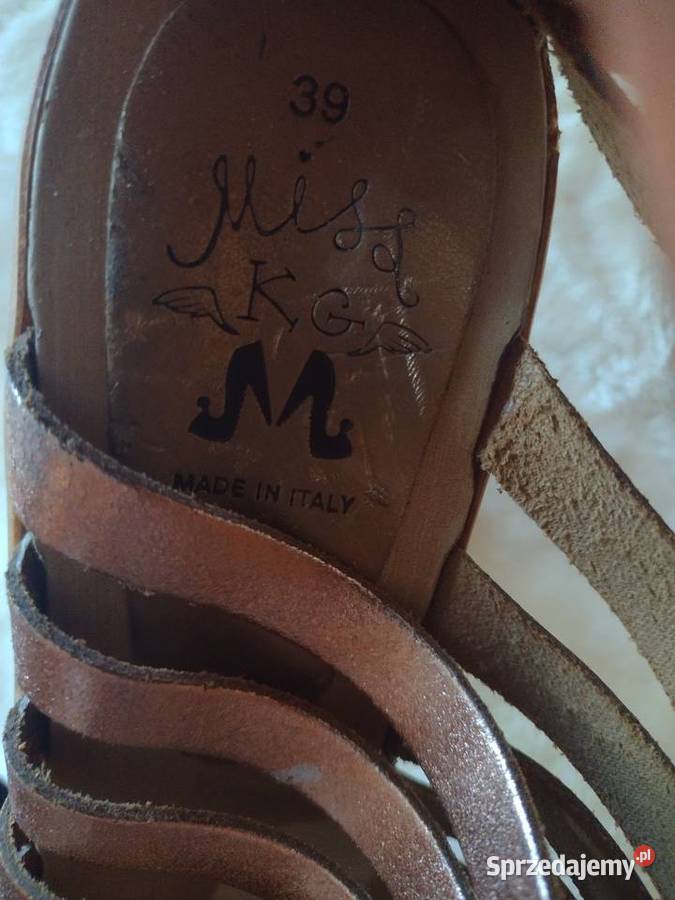 39
Miss
KG
MADE IN ITALY
Sprzedajemy.pl